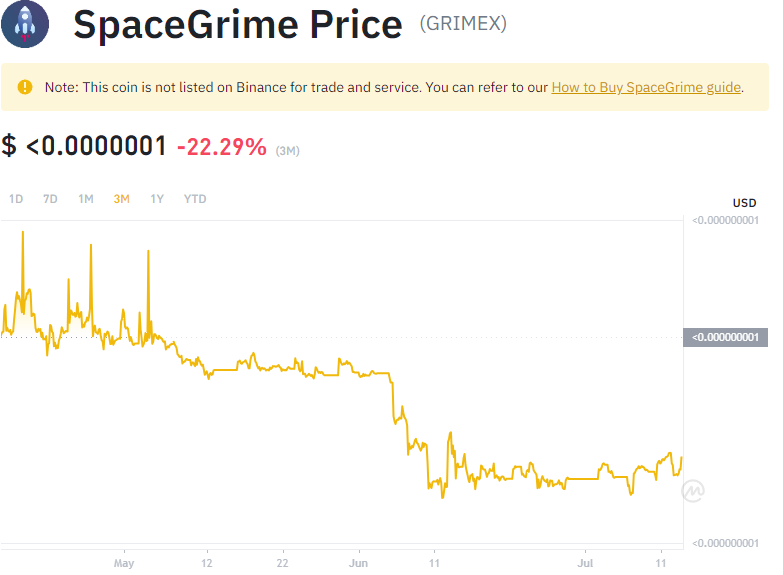 SpaceGrime Price (GRIMEX)
Note: This coin is not listed on Binance for trade and service. You can refer to our How to Buy SpaceGrime guide.
$ <0.0000001 -22.29% (3M)
1D 7D 1M 3M 1Y YTD
USD
<0.000000001
<0.000000001
<0.000000001
May 12 22 Jun 11 Jul 11